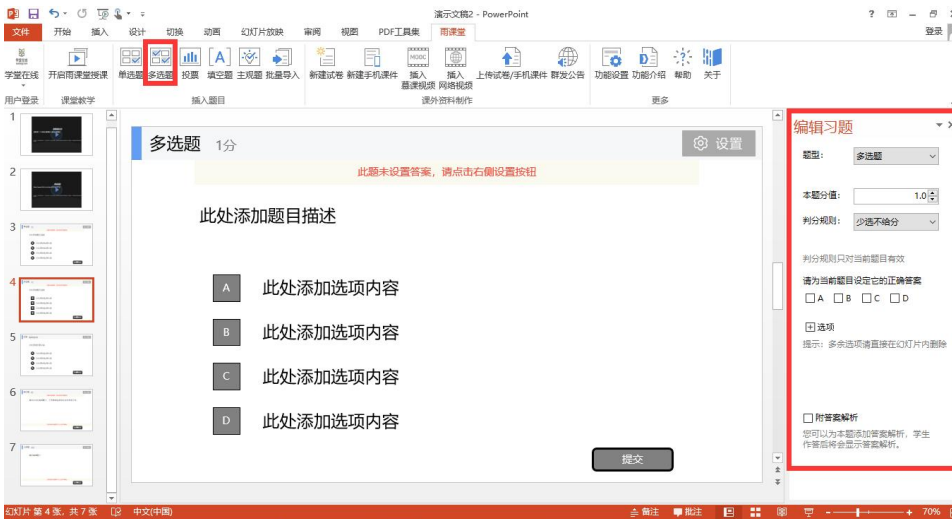 演示文稿2 - PowerPoint
登录
文件 开始 插入 设计 切换 动画 幻灯片放映 审阅 视图 PDF工具集 雨课堂
学堂在线 开启雨课堂授课 单选题 多选题 投票 填空题 主观题 批量导入 新建试卷 新建手机课件 插入 慕课视频 插入 网络视频 上传试卷/手机课件 群发公告 功能设置 功能介绍 帮助 关于
用户登录 课堂教学 插入题目 课外资料制作 更多
1
2
3
4
5
6
7
多选题 1分
设置
此题未设置答案，请点击右侧设置按钮
此处添加题目描述
A 此处添加选项内容
B 此处添加选项内容
C 此处添加选项内容
D 此处添加选项内容
提交
编辑习题
题型： 多选题
本题分值： 1.0
判分规则： 少选不给分
判分规则只对当前题目有效
请为当前题目设定它的正确答案
A B C D
选项
提示：多余选项请直接在幻灯片内删除
附答案解析
您可以为本题添加答案解析，学生
作答后将会显示答案解析。
幻灯片 第 4 张，共 7 张 中文(中国) 备注 批注 70%